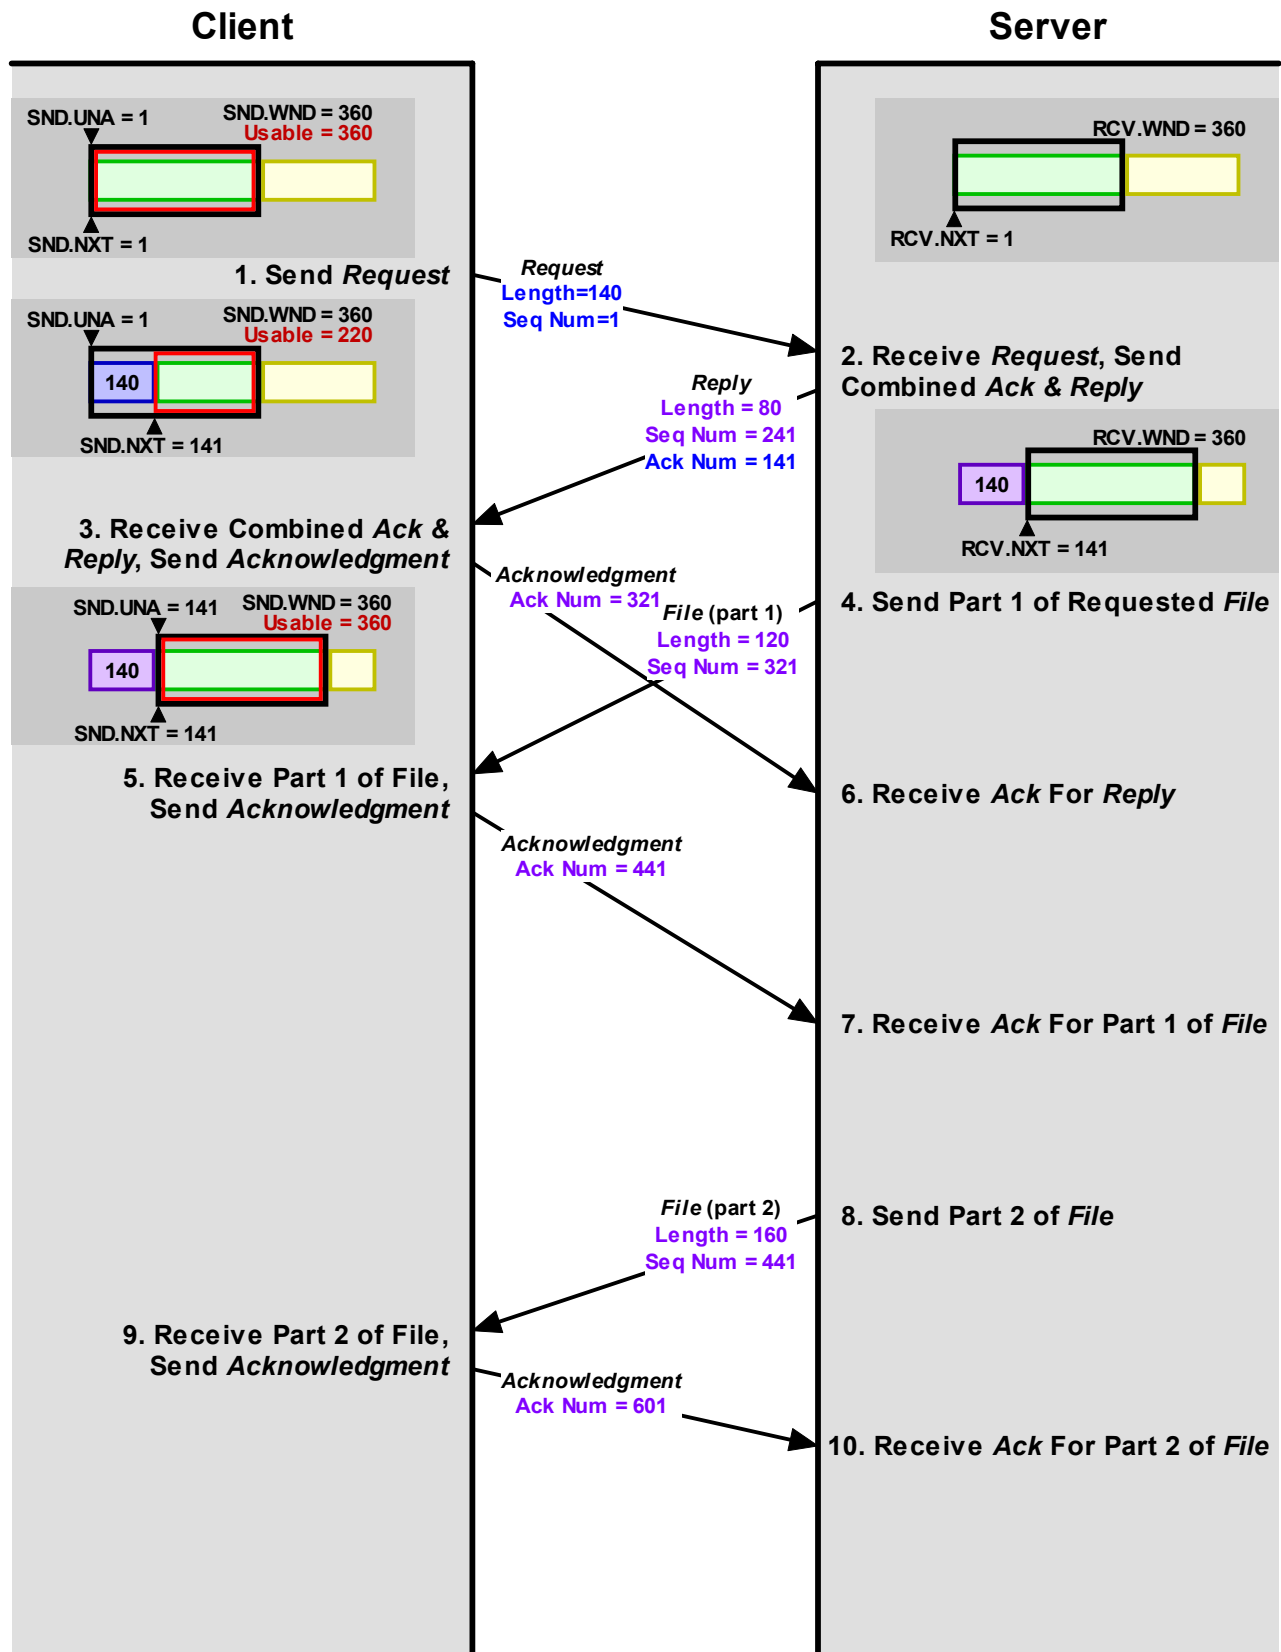 Client
Server
SND.UNA = 1
SND.WND = 360
Usable = 360
SND.NXT = 1
RCV.WND = 360
RCV.NXT = 1
1. Send Request
Request
Length=140
Seq Num=1
SND.UNA = 1
SND.WND = 360
Usable = 220
140
SND.NXT = 141
2. Receive Request, Send
Combined Ack & Reply
Reply
Length = 80
Seq Num = 241
Ack Num = 141
RCV.WND = 360
140
RCV.NXT = 141
3. Receive Combined Ack &
Reply, Send Acknowledgment
Acknowledgment
Ack Num = 321
SND.UNA = 141
SND.WND = 360
Usable = 360
140
SND.NXT = 141
4. Send Part 1 of Requested File
File (part 1)
Length = 120
Seq Num = 321
5. Receive Part 1 of File,
Send Acknowledgment
6. Receive Ack For Reply
Acknowledgment
Ack Num = 441
7. Receive Ack For Part 1 of File
8. Send Part 2 of File
File (part 2)
Length = 160
Seq Num = 441
9. Receive Part 2 of File,
Send Acknowledgment
Acknowledgment
Ack Num = 601
10. Receive Ack For Part 2 of File